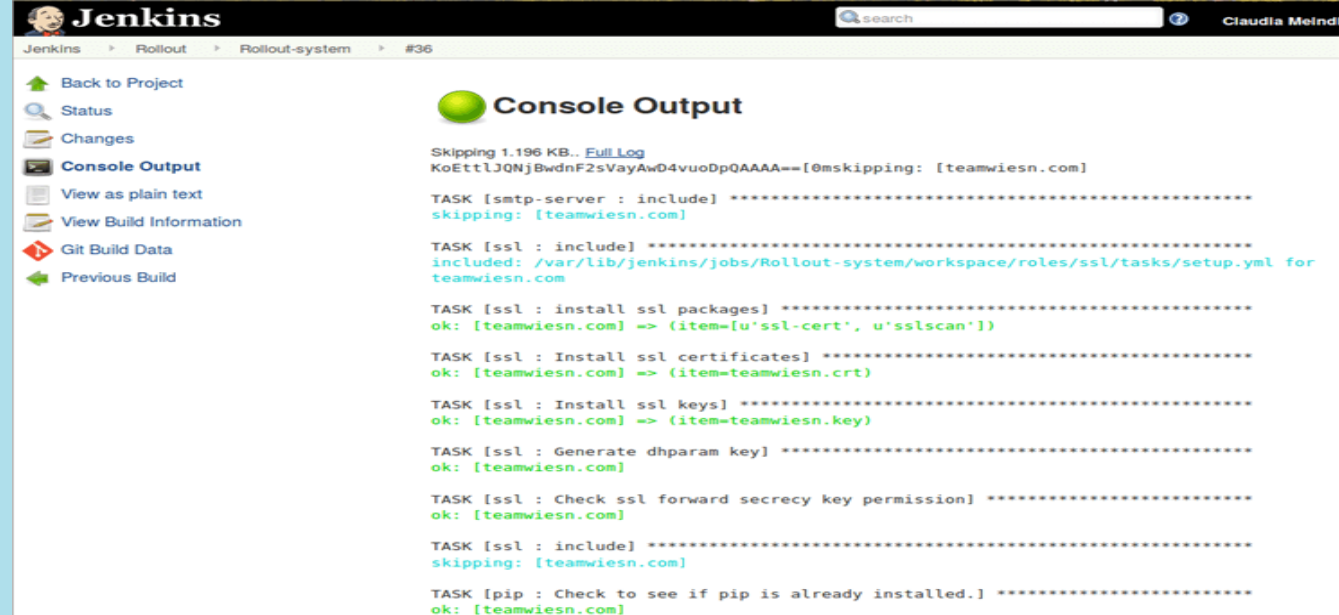 Jenkins
search
Claudia Meindl
Jenkins Rollout Rollout-system #36
Back to Project
Status
Changes
Console Output
View as plain text
View Build Information
Git Build Data
Previous Build
Console Output
Skipping 1.196 KB.. Full Log
KoEttlJQNjBwdnF2sVayAwD4vuoDpQAAAA==[0mskipping: [teamwiesn.com]
TASK [smtp-server : include] ***************************************************
skipping: [teamwiesn.com]
TASK [ssl : include] ***********************************************************
included: /var/lib/jenkins/jobs/Rollout-system/workspace/roles/ssl/tasks/setup.yml for
teamwiesn.com
TASK [ssl : install ssl packages] **********************************************
ok: [teamwiesn.com] => (item=[u'ssl-cert', u'sslscan'])
TASK [ssl : Install ssl certificates] ******************************************
ok: [teamwiesn.com] => (item=teamwiesn.crt)
TASK [ssl : Install ssl keys] **************************************************
ok: [teamwiesn.com] => (item=teamwiesn.key)
TASK [ssl : Generate dhparam key] **********************************************
ok: [teamwiesn.com]
TASK [ssl : Check ssl forward secrecy key permission] **************************
ok: [teamwiesn.com]
TASK [ssl : include] ***********************************************************
skipping: [teamwiesn.com]
TASK [pip : Check to see if pip is already installed.] *************************
ok: [teamwiesn.com]